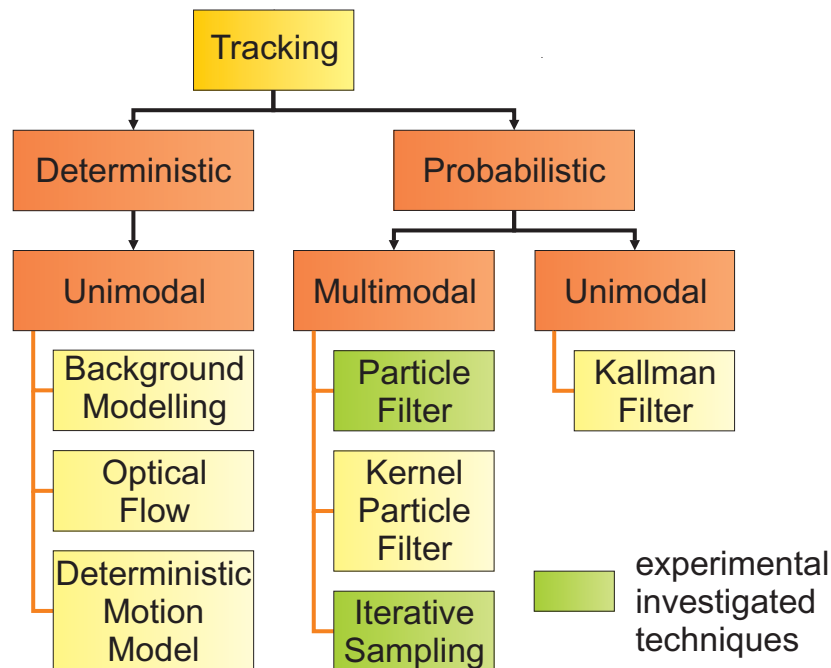 Tracking
Deterministic
Probabilistic
Unimodal
Multimodal
Unimodal
Background
Modelling
Optical
Flow
Deterministic
Motion
Model
Particle
Filter
Kernel
Particle
Filter
Iterative
Sampling
Kallman
Filter
experimental
investigated
techniques